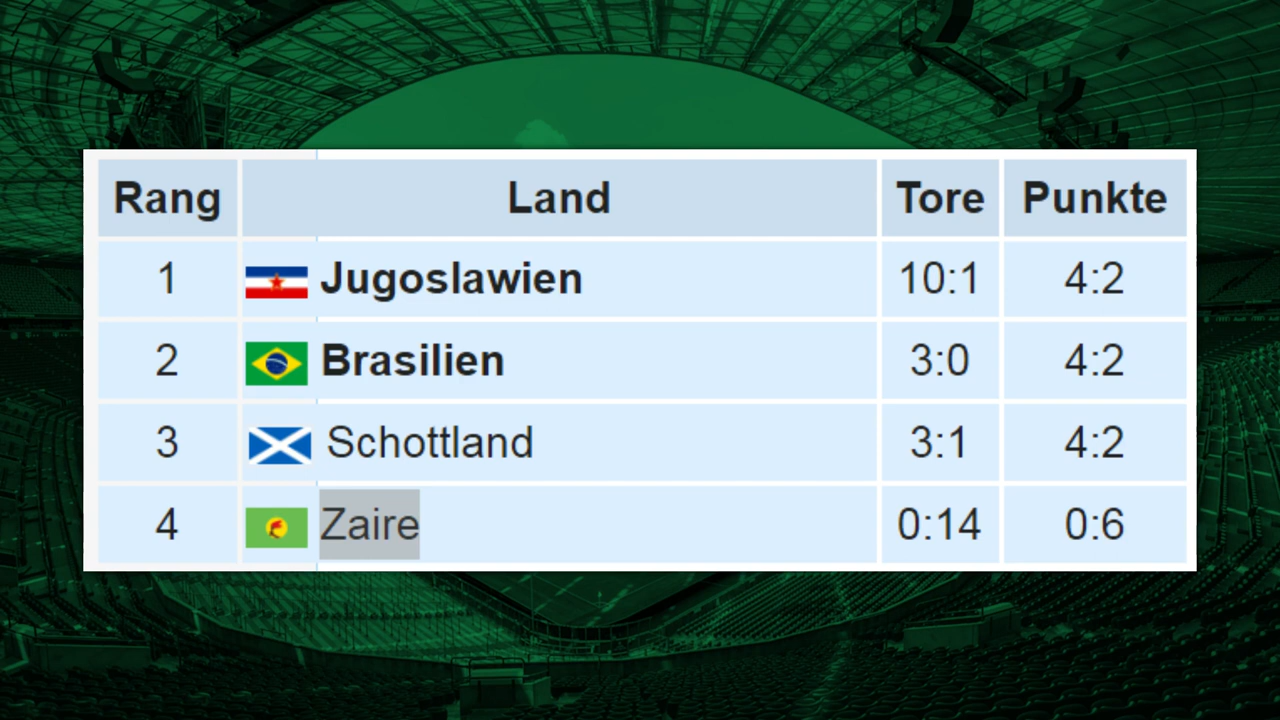 Rang Land Tore Punkte
1 Jugoslawien 10:1 4:2
2 Brasilien 3:0 4:2
3 Schottland 3:1 4:2
4 Zaire 0:14 0:6